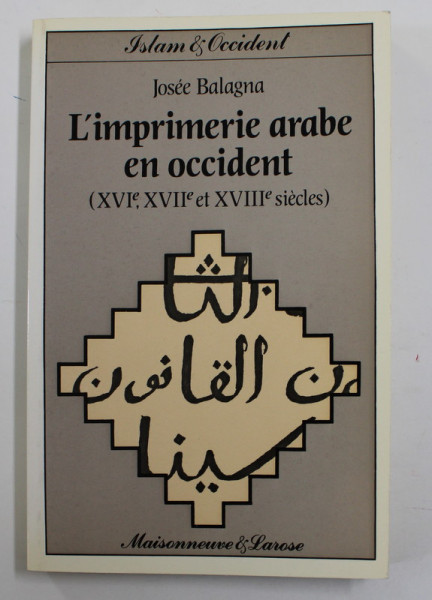 Islam & Occident
Josée Balagna
L'imprimerie arabe
en occident
(XVIe, XVIIe et XVIIIe siècles)
الثا
ن القانون
سينا
Maisonneuve & Larose